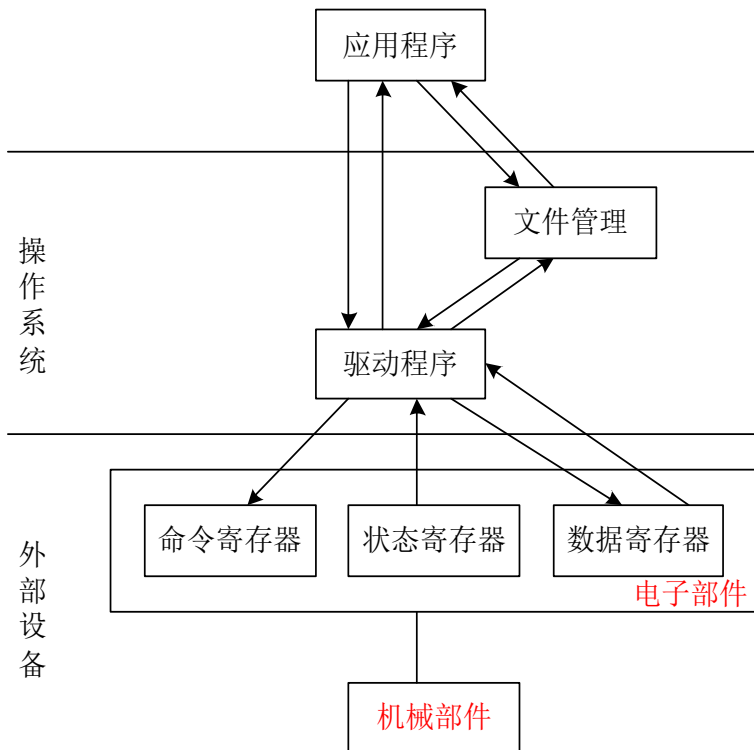 应用程序
操作系统
文件管理
驱动程序
外部设备
命令寄存器
状态寄存器
数据寄存器
电子部件
机械部件